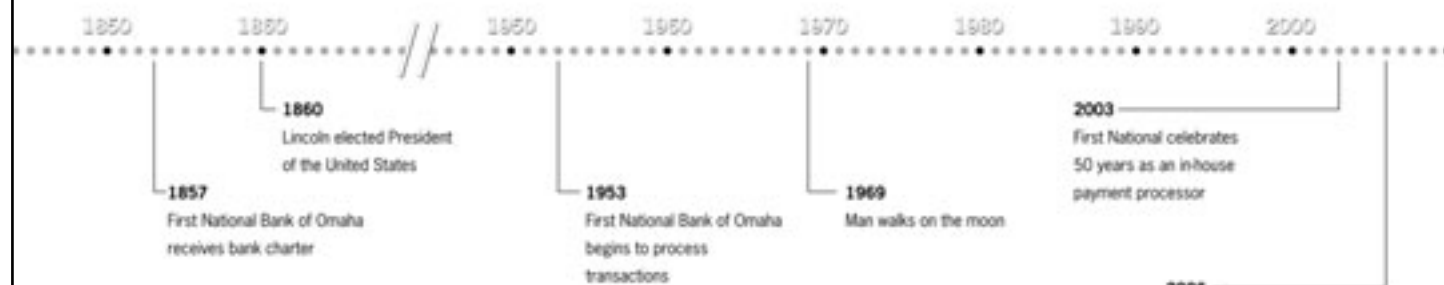 1850 1860 1950 1960 1970 1980 1990 2000
1860
Lincoln elected President
of the United States
1857
First National Bank of Omaha
receives bank charter
1953
First National Bank of Omaha
begins to process
transactions
1969
Man walks on the moon
2003
First National celebrates
50 years as an in-house
payment processor